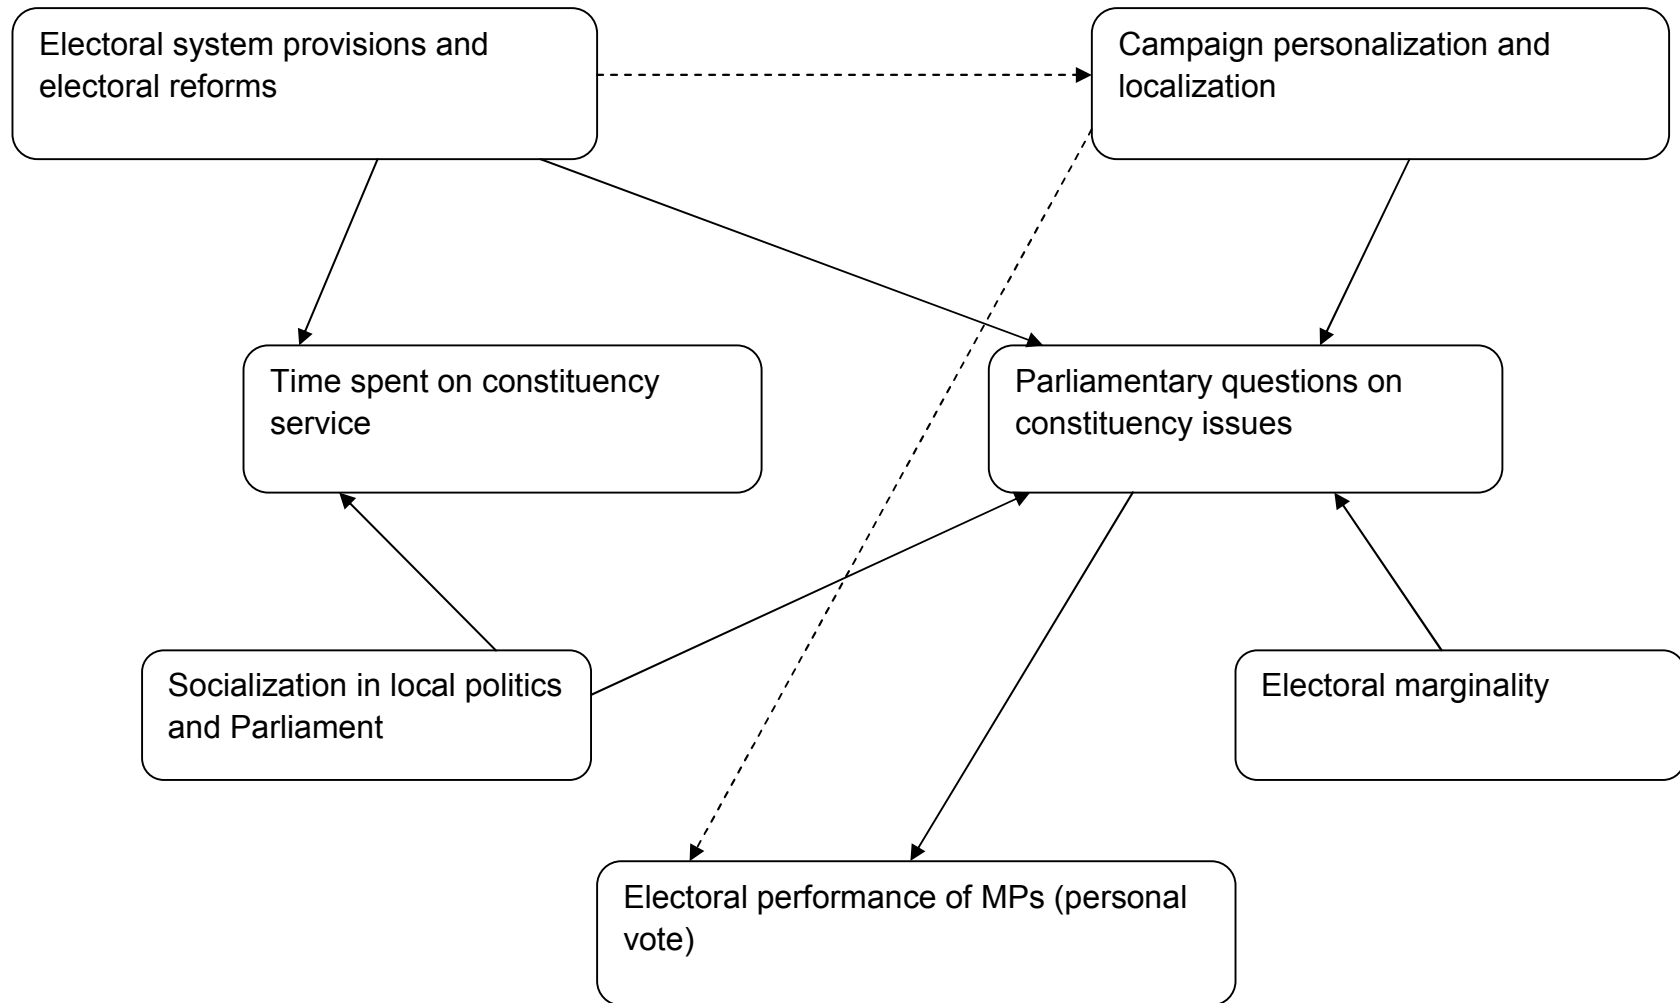 Electoral system provisions and
electoral reforms
Campaign personalization and
localization
Time spent on constituency
service
Parliamentary questions on
constituency issues
Socialization in local politics
and Parliament
Electoral marginality
Electoral performance of MPs (personal
vote)